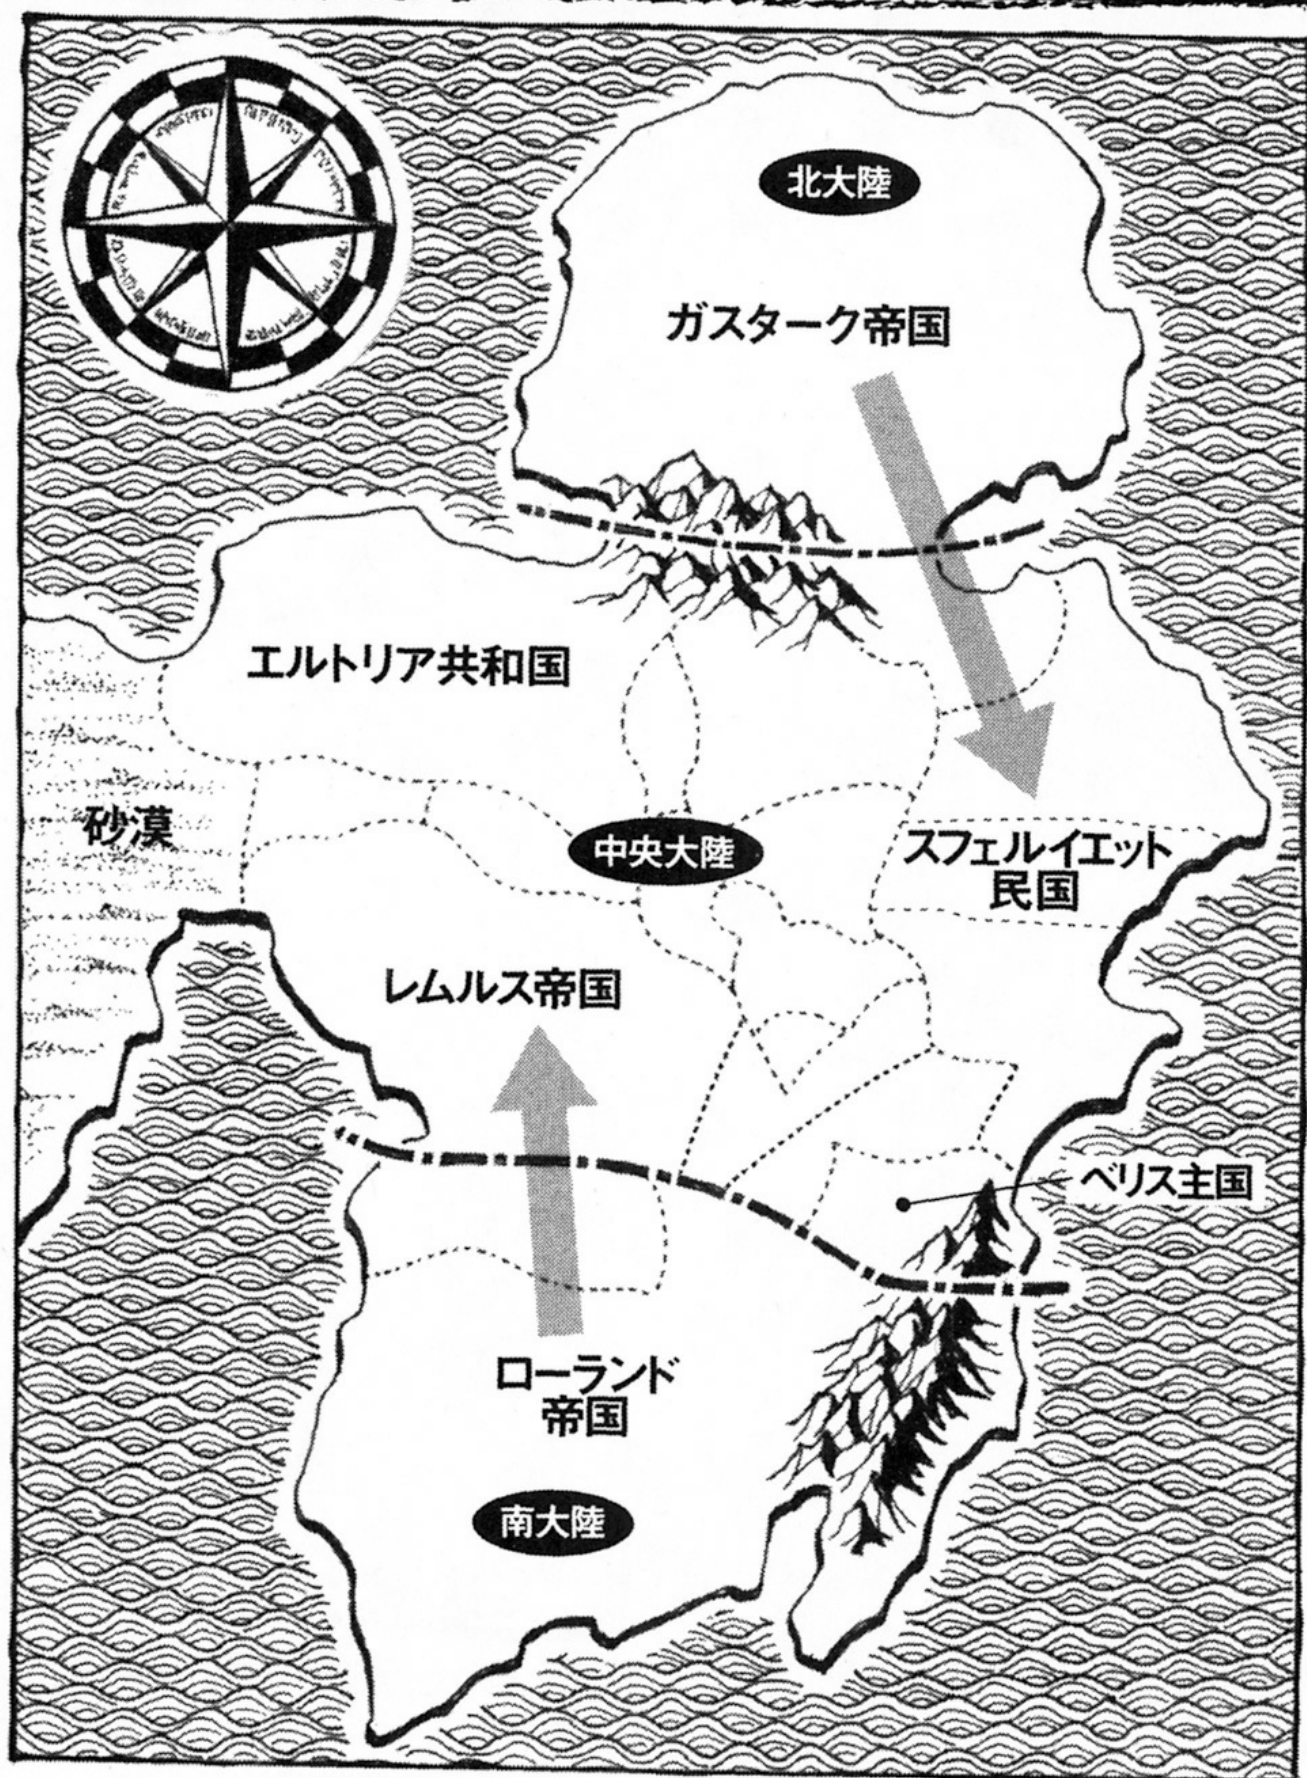 北大陸
ガスターク帝国
エルトリア共和国
砂漠
中央大陸
スフェルイエット
民国
レムルス帝国
ベリス主国
ローランド
帝国
南大陸